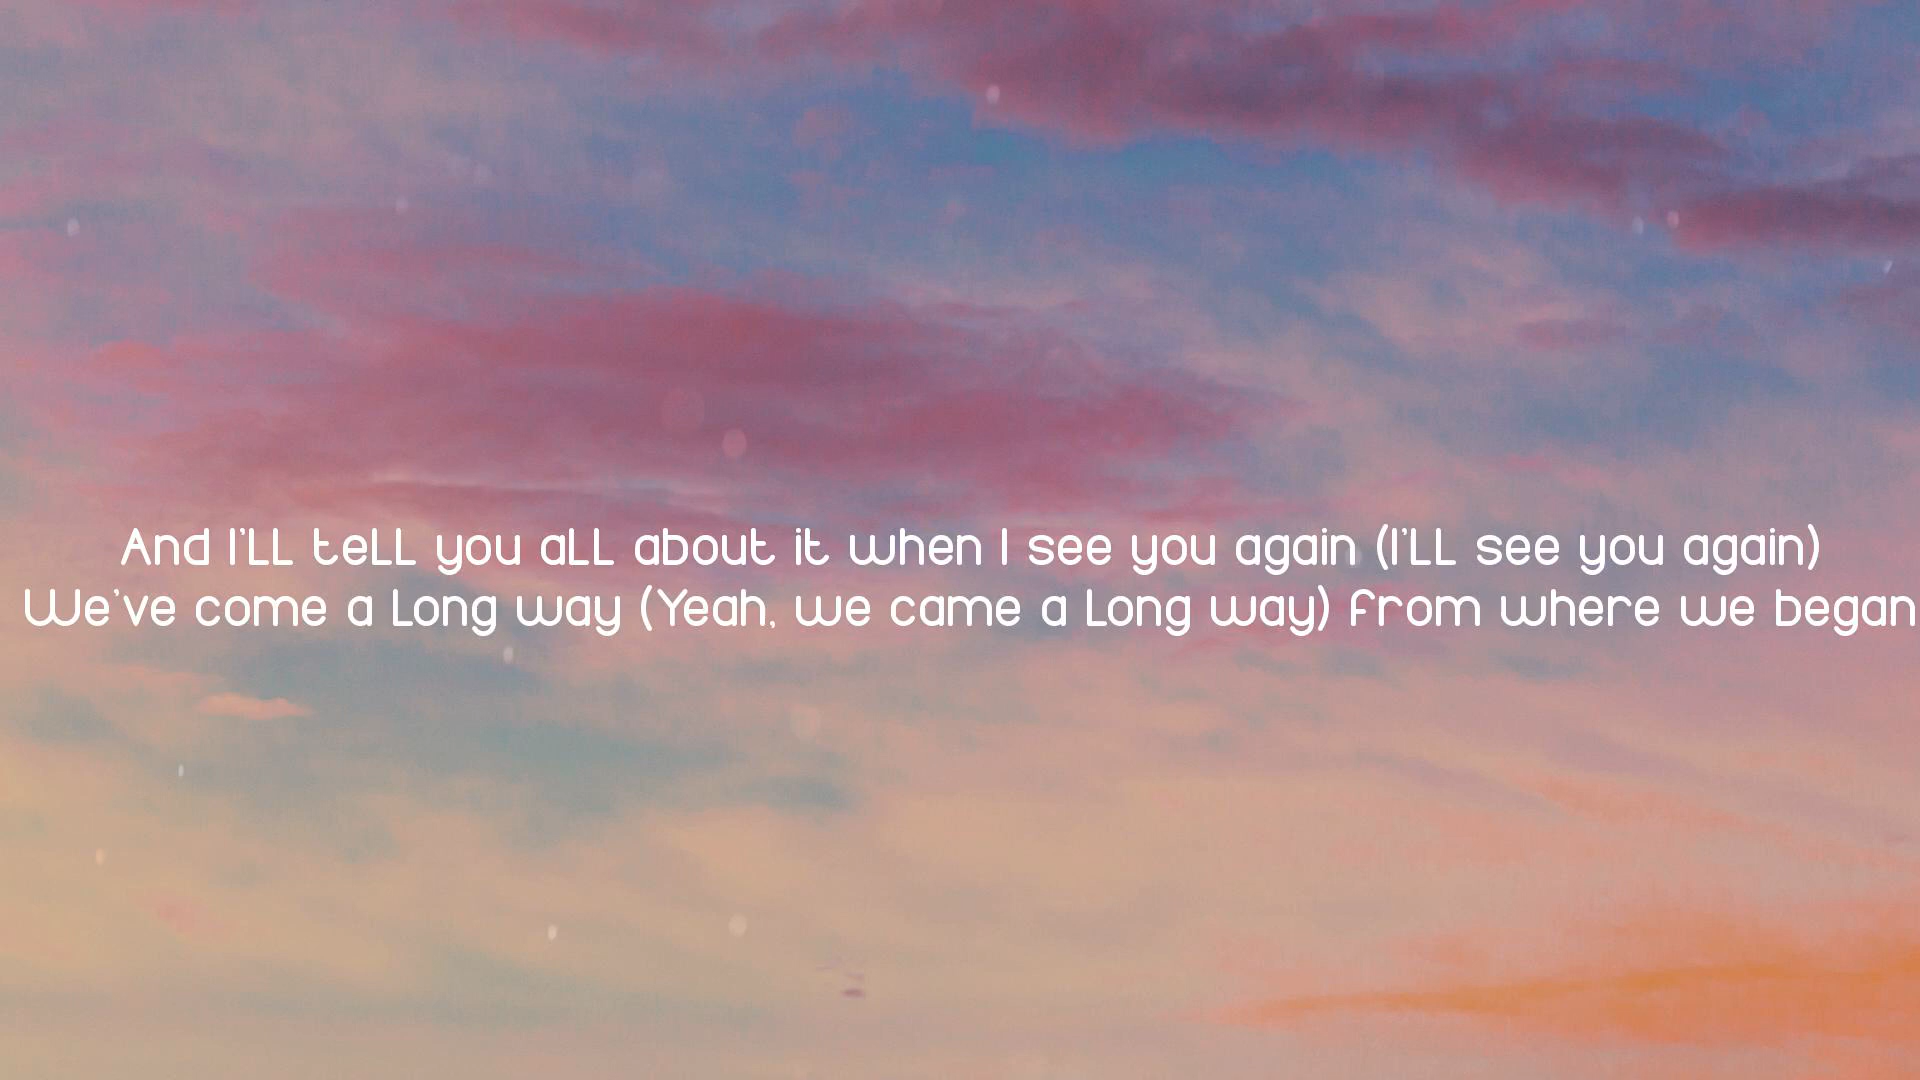 And I'll tell you all about it when I see you again (I'll see you again)
We've come a long way (Yeah, we came a long way) from where we began